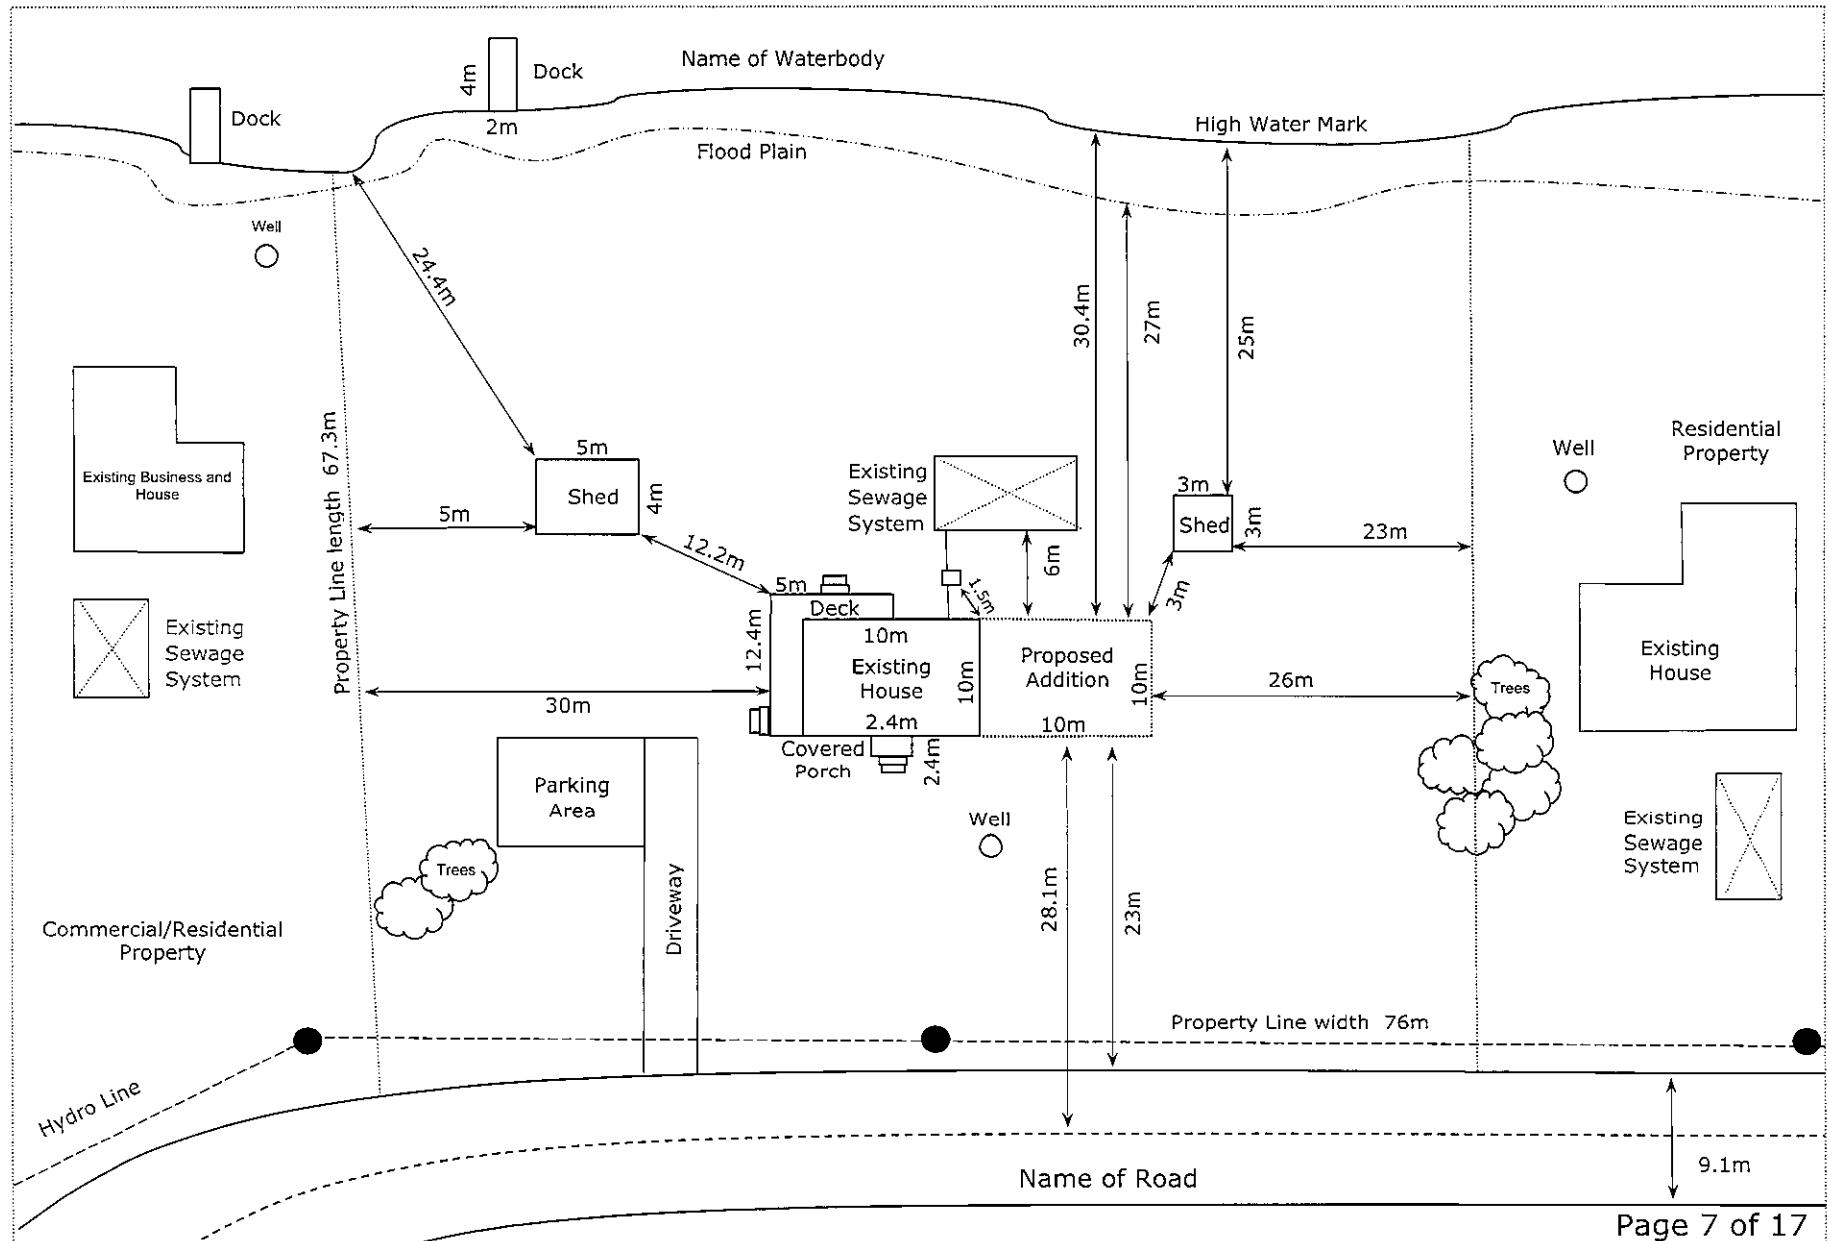 Name of Waterbody
Dock
4m
2m
Dock
High Water Mark
Flood Plain
Well
24.4m
30.4m
27m
25m
Property Line length 67.3m
Existing Business and
House
5m
Shed
4m
5m
12.2m
Existing
Sewage
System
6m
1.5m
3m
Shed
3m
3m
23m
Well
Residential
Property
Existing
Sewage
System
5m
Deck
12.4m
10m
Existing
House
10m
2.4m
Proposed
Addition
10m
10m
26m
Trees
Existing
House
30m
Covered
Porch
2.4m
Parking
Area
Well
Trees
Driveway
28.1m
23m
Existing
Sewage
System
Commercial/Residential
Property
Property Line width 76m
Hydro Line
Name of Road
9.1m
Page 7 of 17